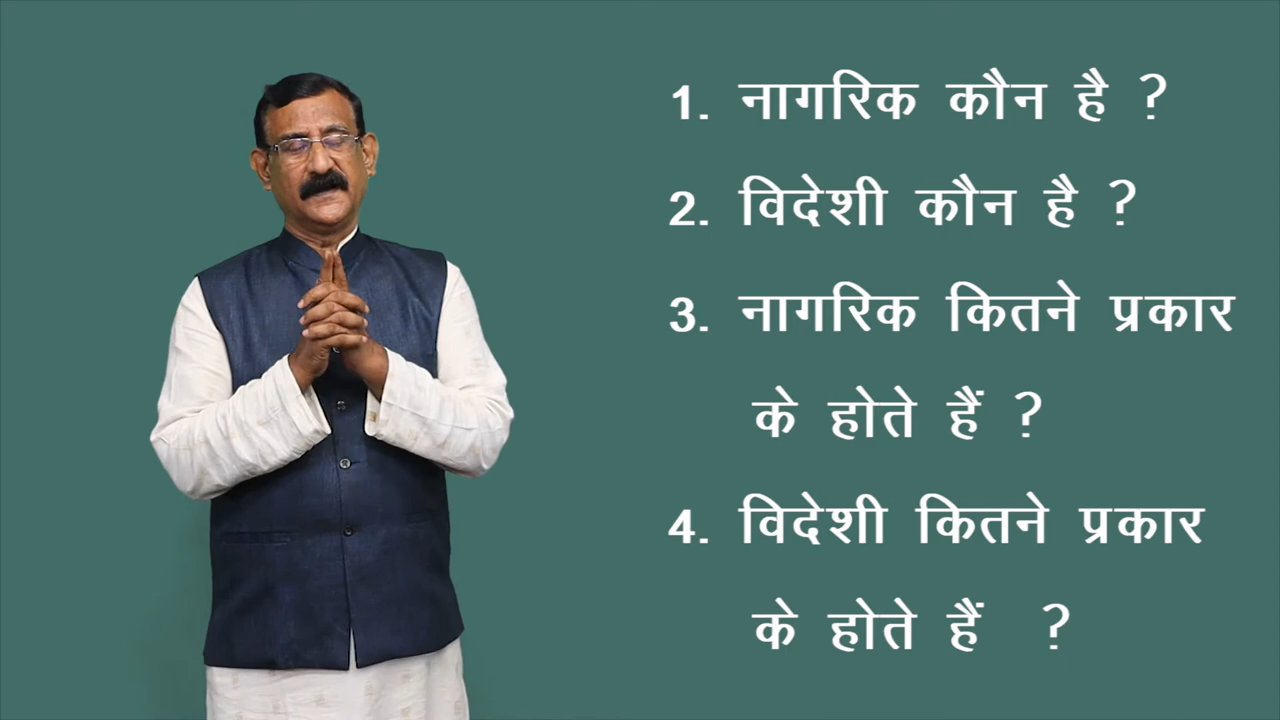 1. नागरिक कौन है ?
2. विदेशी कौन है ?
3. नागरिक कितने प्रकार
के होते हैं ?
4. विदेशी कितने प्रकार
के होते हैं ?